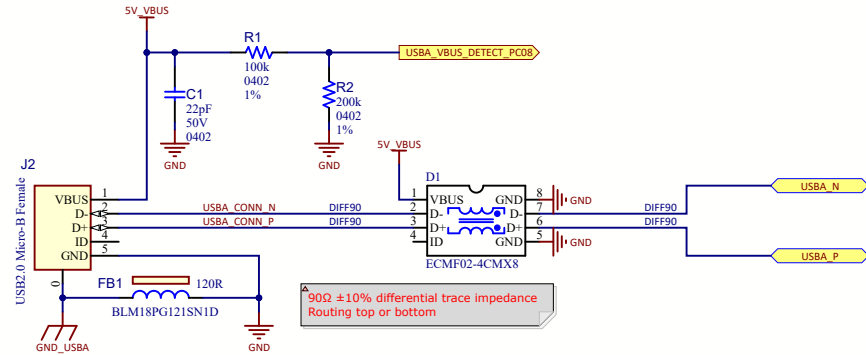 5V_VBUS
R1
100k
0402
1%
USBA_VBUS_DETECT_PC08
C1
22pF
50V
0402
R2
200k
0402
1%
GND
GND
5V_VBUS
J2
USB2.0 Micro-B Female
VBUS 1
D- 2
D+ 3
ID 4
GND 5
0
USBA_CONN_N DIFF90
USBA_CONN_P DIFF90
D1
1 VBUS GND 8 GND
2 D- D- 7 DIFF90
3 D+ D+ 6 DIFF90
4 ID GND 5 GND
ECMF02-4CMX8
USBA_N
USBA_P
FB1 120R
BLM18PG121SN1D
GND_USBA
GND
90Ω ±10% differential trace impedance
Routing top or bottom